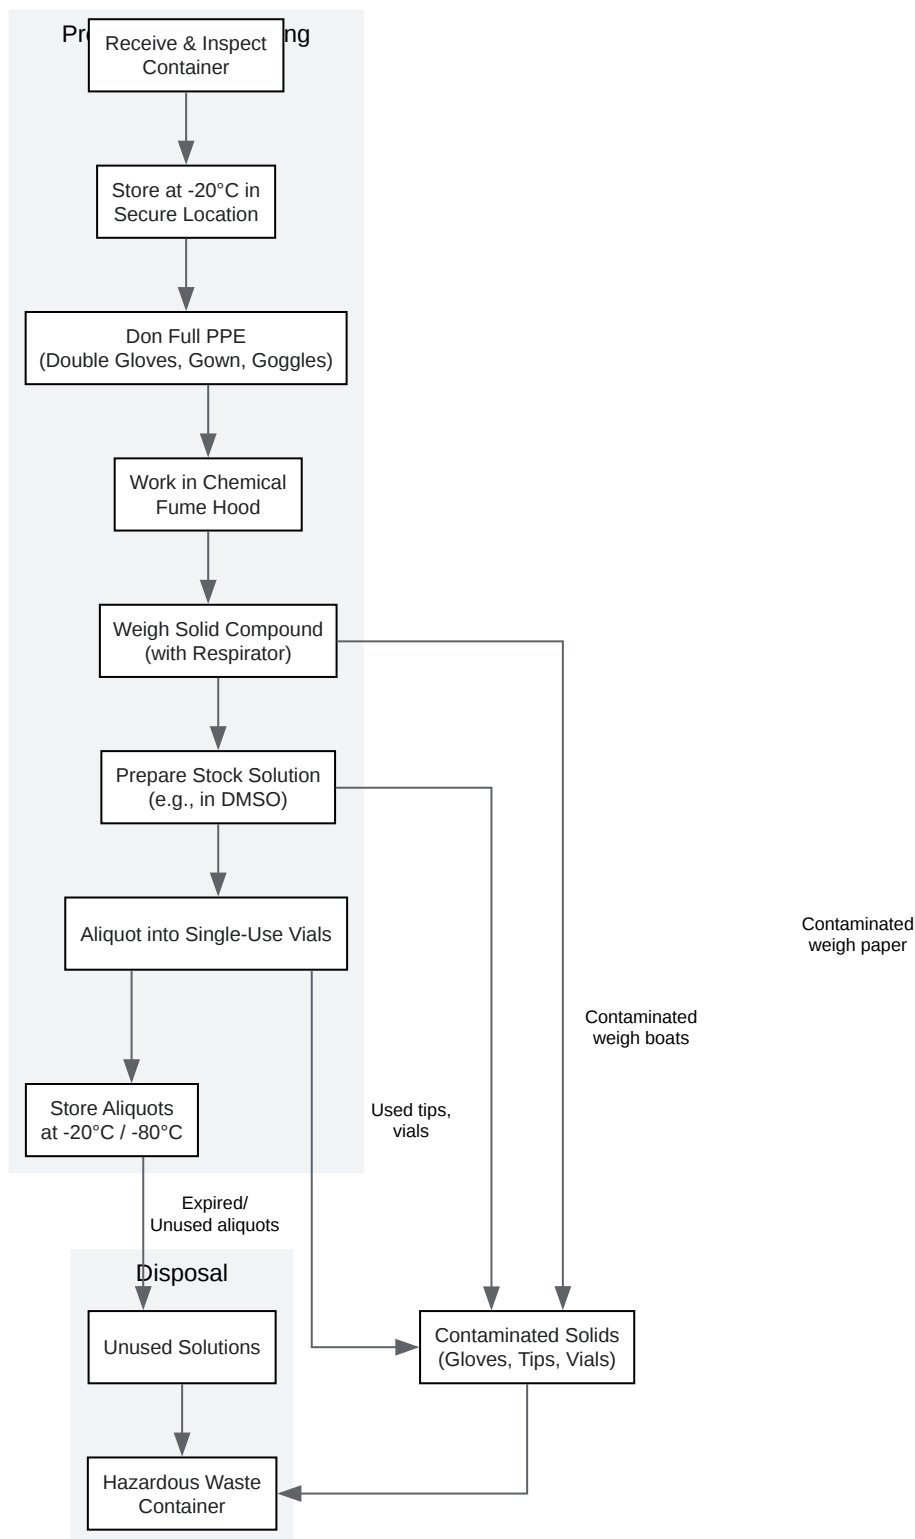 Receive & Inspect
Container
Store at -20°C in
Secure Location
Don Full PPE
(Double Gloves, Gown, Goggles)
Work in Chemical
Fume Hood
Weigh Solid Compound
(with Respirator)
Prepare Stock Solution
(e.g., in DMSO)
Aliquot into Single-Use Vials
Contaminated
weigh paper
Contaminated
weigh boats
Store Aliquots
at -20°C / -80°C
Used tips,
vials
Expired/
Unused aliquots
Disposal
Unused Solutions
Contaminated Solids
(Gloves, Tips, Vials)
Hazardous Waste
Container